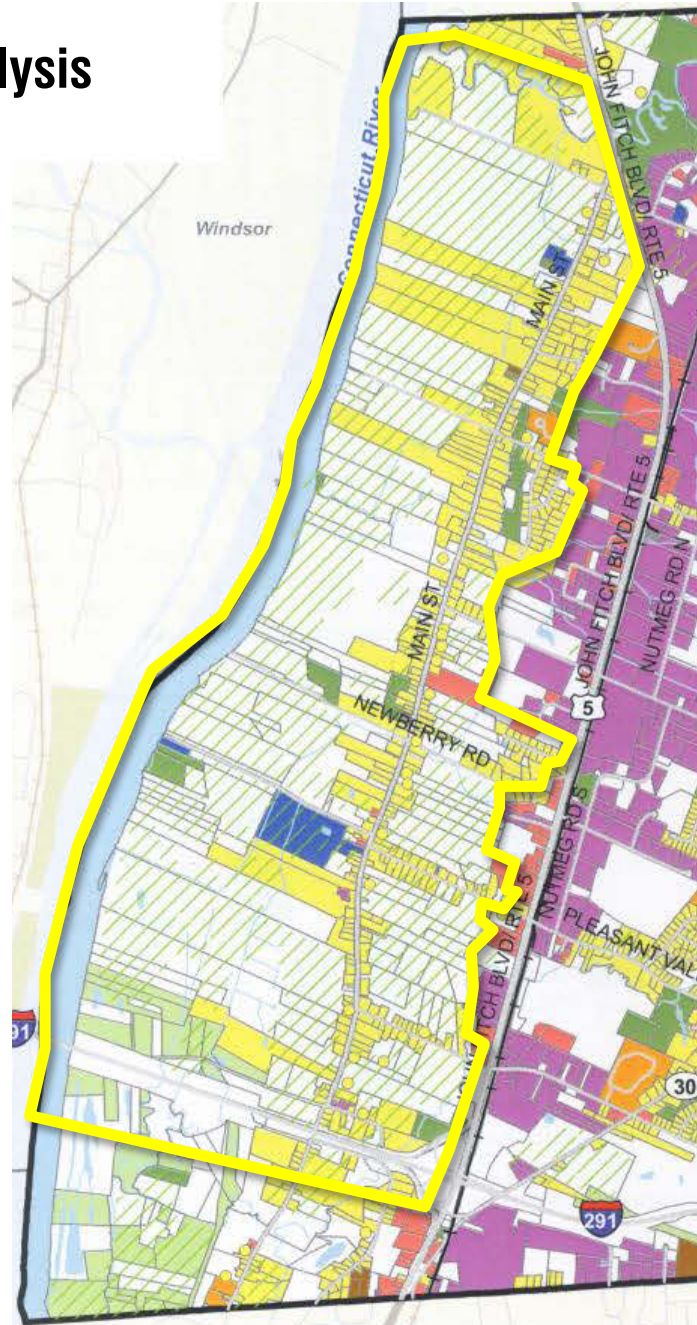 lysis
JOHN FITCH BLVD/ RTE 5
Connecticut River
Windsor
MAIN ST
JOHN FITCH BLVD/ RTE 5
NUTMEG RD N
MAIN ST
5
NEWBERRY RD
NUTMEG RD S
PLEASANT VAL
FITCH BLVD/ RTE 5
91
30
291